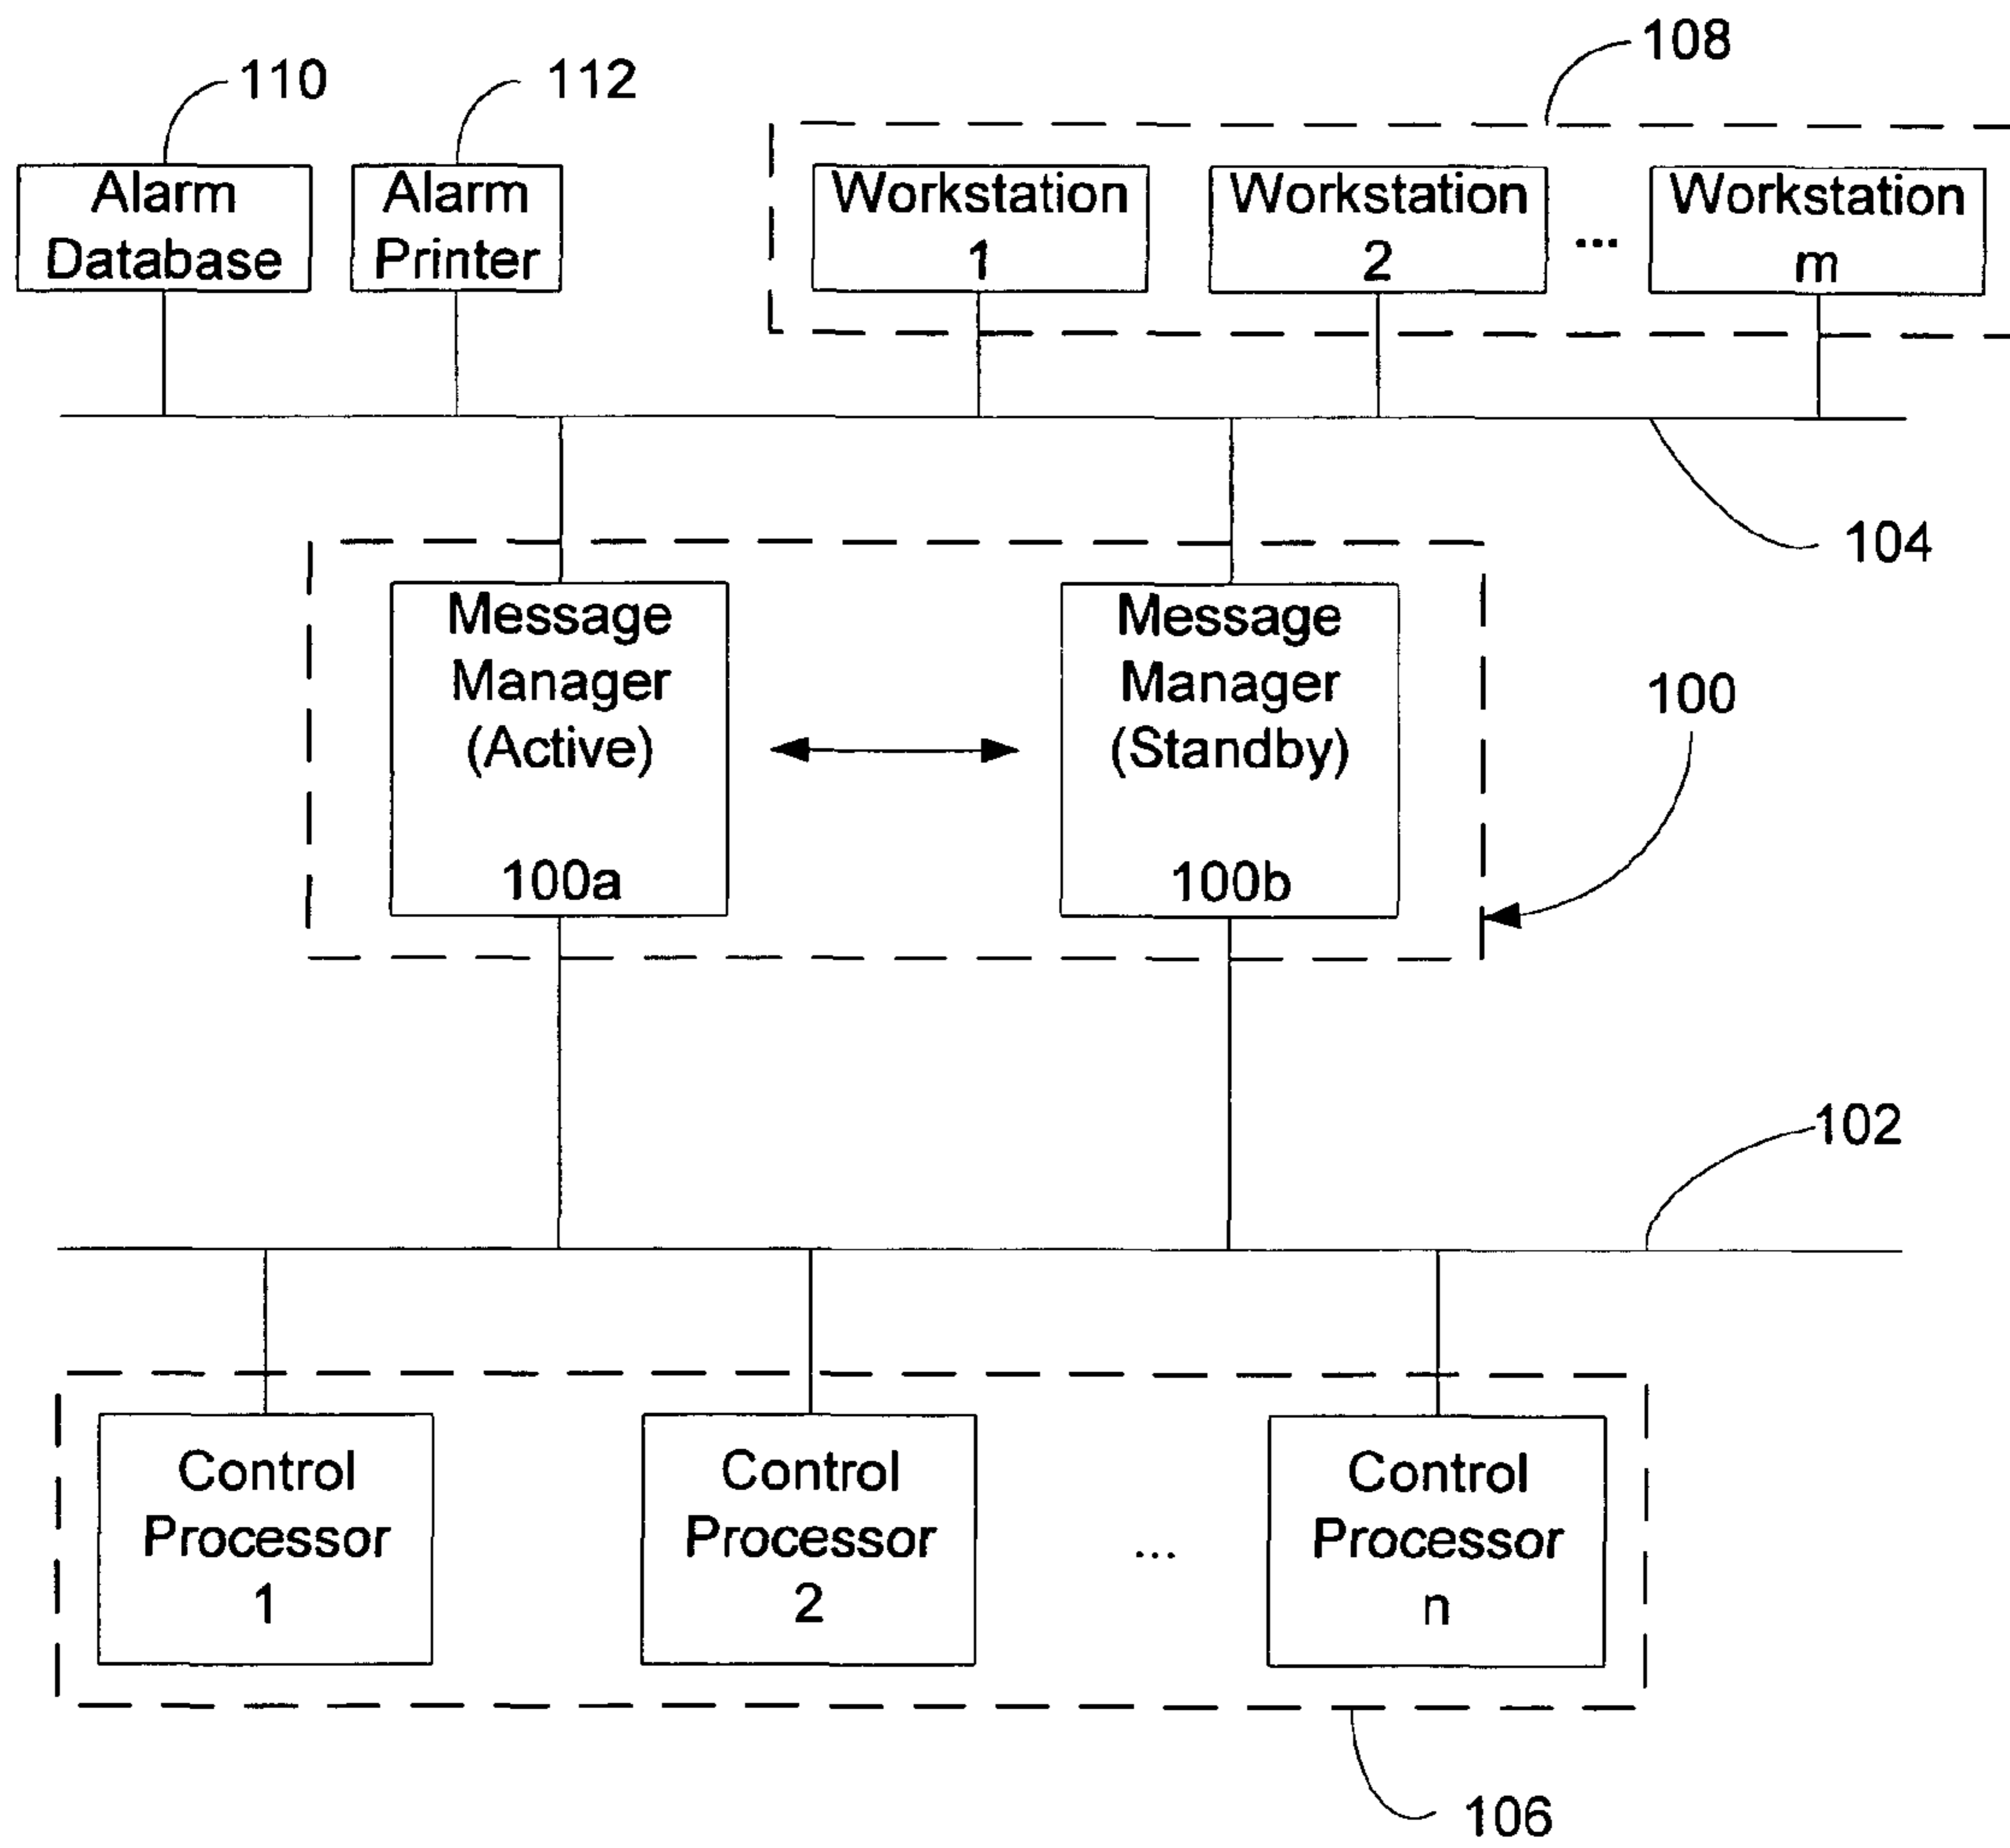 108
110
112
Alarm
Database
Alarm
Printer
Workstation
1
Workstation
2
...
Workstation
m
104
Message
Manager
(Active)
100a
Message
Manager
(Standby)
100b
100
102
Control
Processor
1
Control
Processor
2
...
Control
Processor
n
106